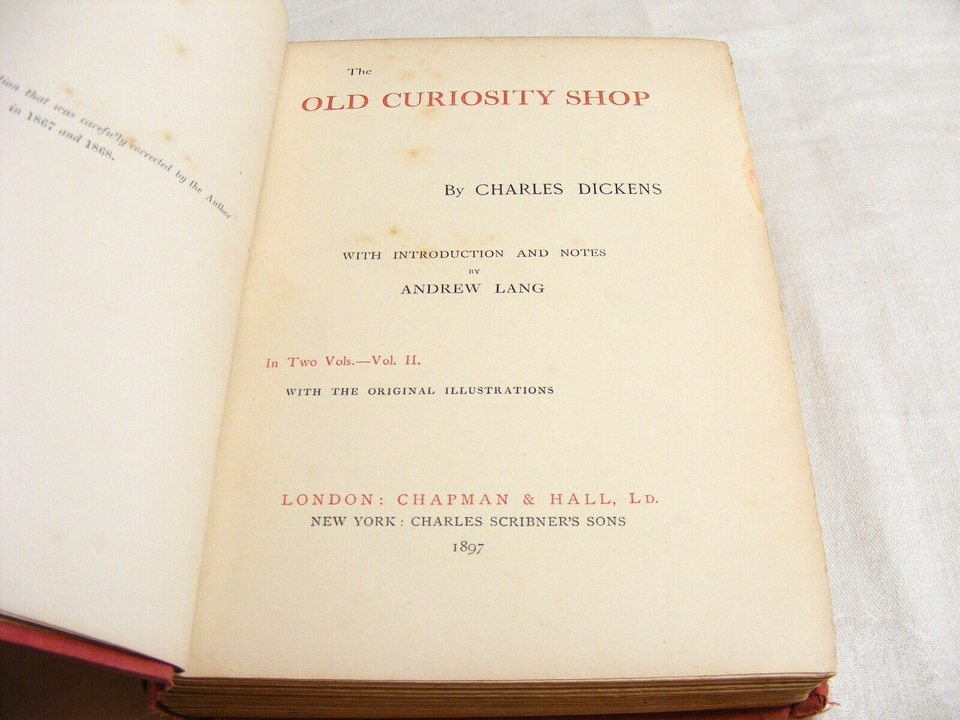 tion that was carefully corrected by the Author
in 1867 and 1868.
The
OLD CURIOSITY SHOP
By CHARLES DICKENS
WITH INTRODUCTION AND NOTES
BY
ANDREW LANG
In Two Vols.—Vol. II.
WITH THE ORIGINAL ILLUSTRATIONS
LONDON: CHAPMAN & HALL, LD.
NEW YORK: CHARLES SCRIBNER'S SONS
1897